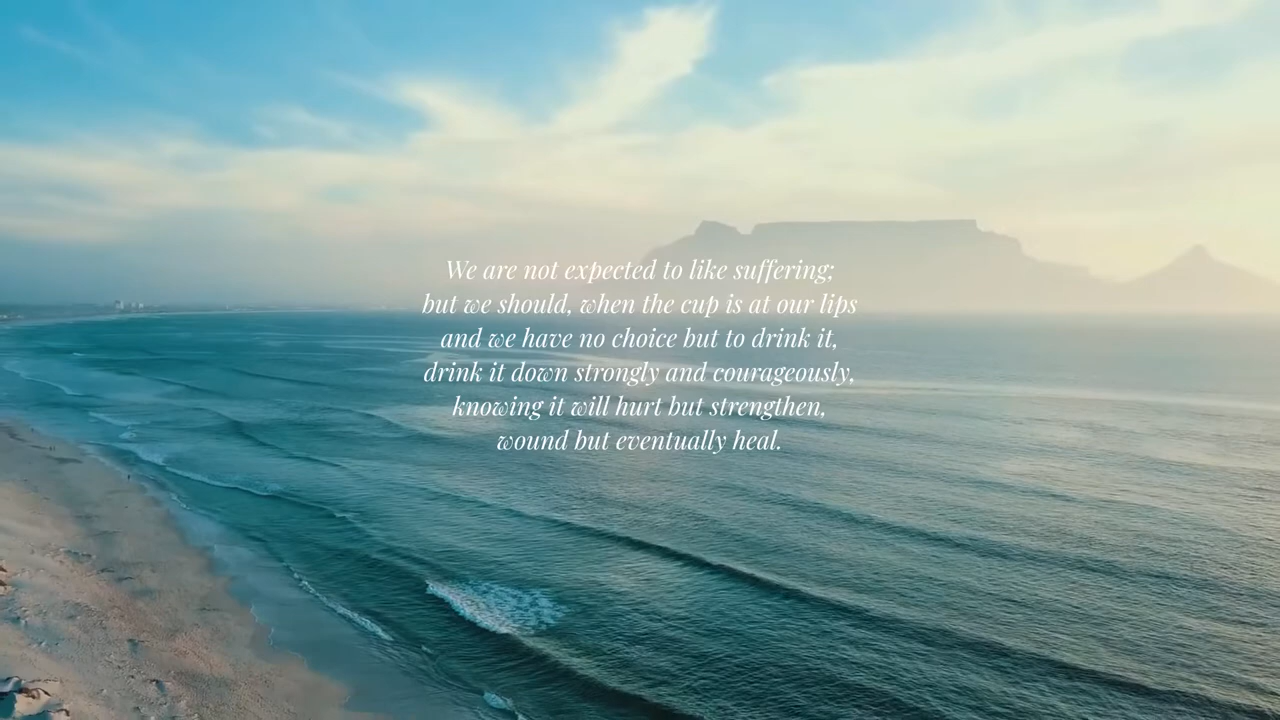 We are not expected to like suffering;
but we should, when the cup is at our lips
and we have no choice but to drink it,
drink it down strongly and courageously,
knowing it will hurt but strengthen,
wound but eventually heal.